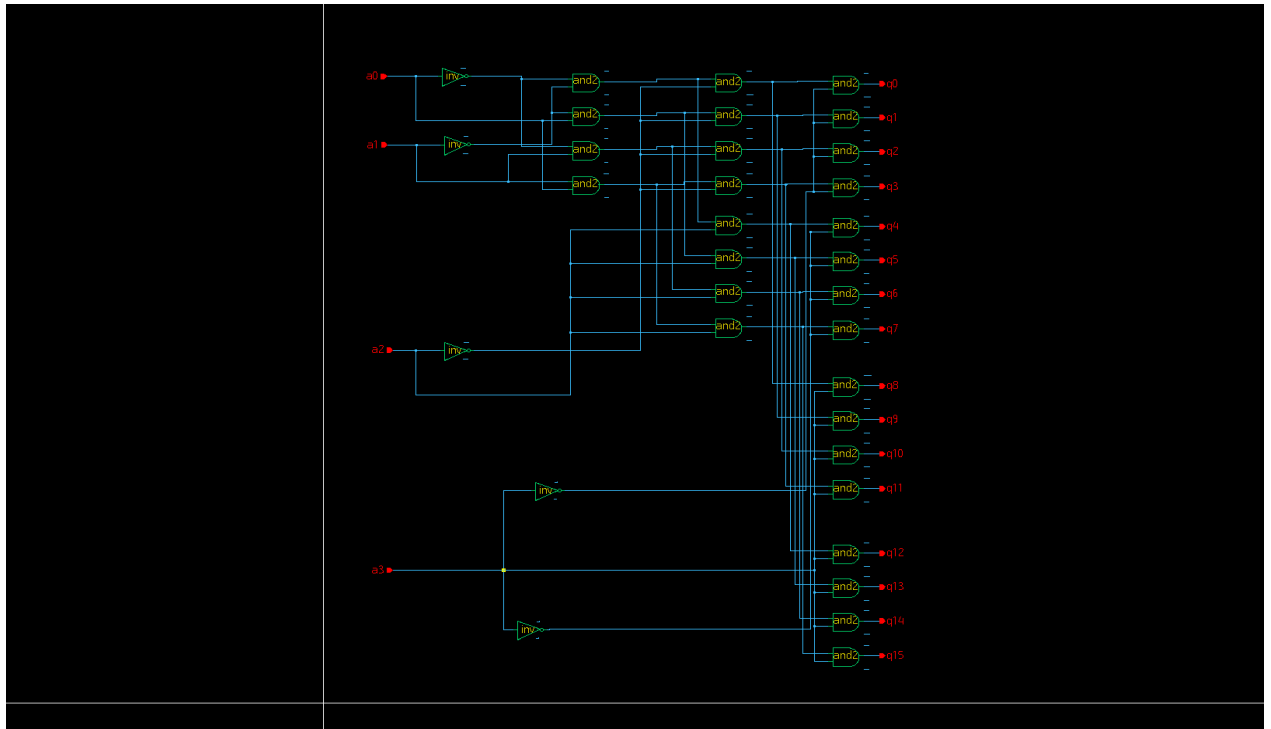 a0 inv and2 and2 and2 q0
and2 and2 and2 q1
a1 inv and2 and2 and2 q2
and2 and2 and2 q3
and2 and2 q4
and2 and2 q5
and2 and2 q6
and2 and2 q7
a2 inv
and2 q8
and2 q9
and2 q10
inv and2 q11
and2 q12
a3
and2 q13
inv and2 q14
and2 q15